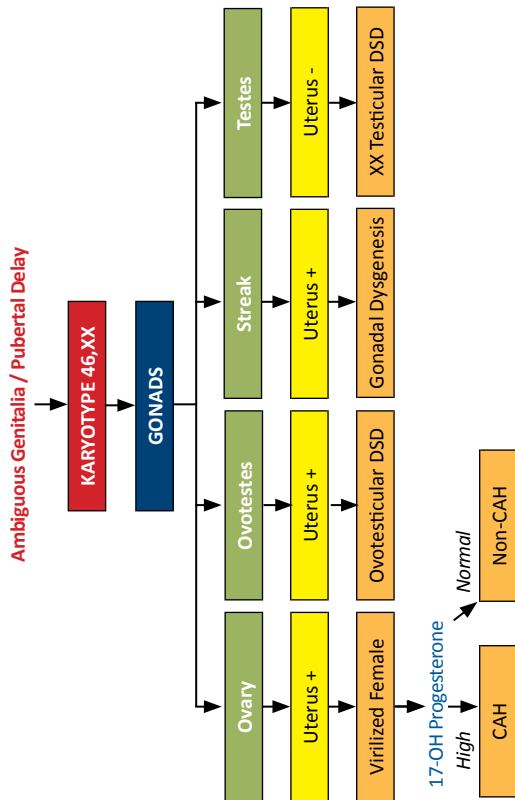 Ambiguous Genitalia / Pubertal Delay
KARYOTYPE 46,XX
GONADS
Ovary
Ovotestes
Streak
Testes
Uterus +
Uterus +
Uterus +
Uterus -
Virilized Female
Ovotesticular DSD
Gonadal Dysgenesis
XX Testicular DSD
17-OH Progesterone
High
Normal
CAH
Non-CAH